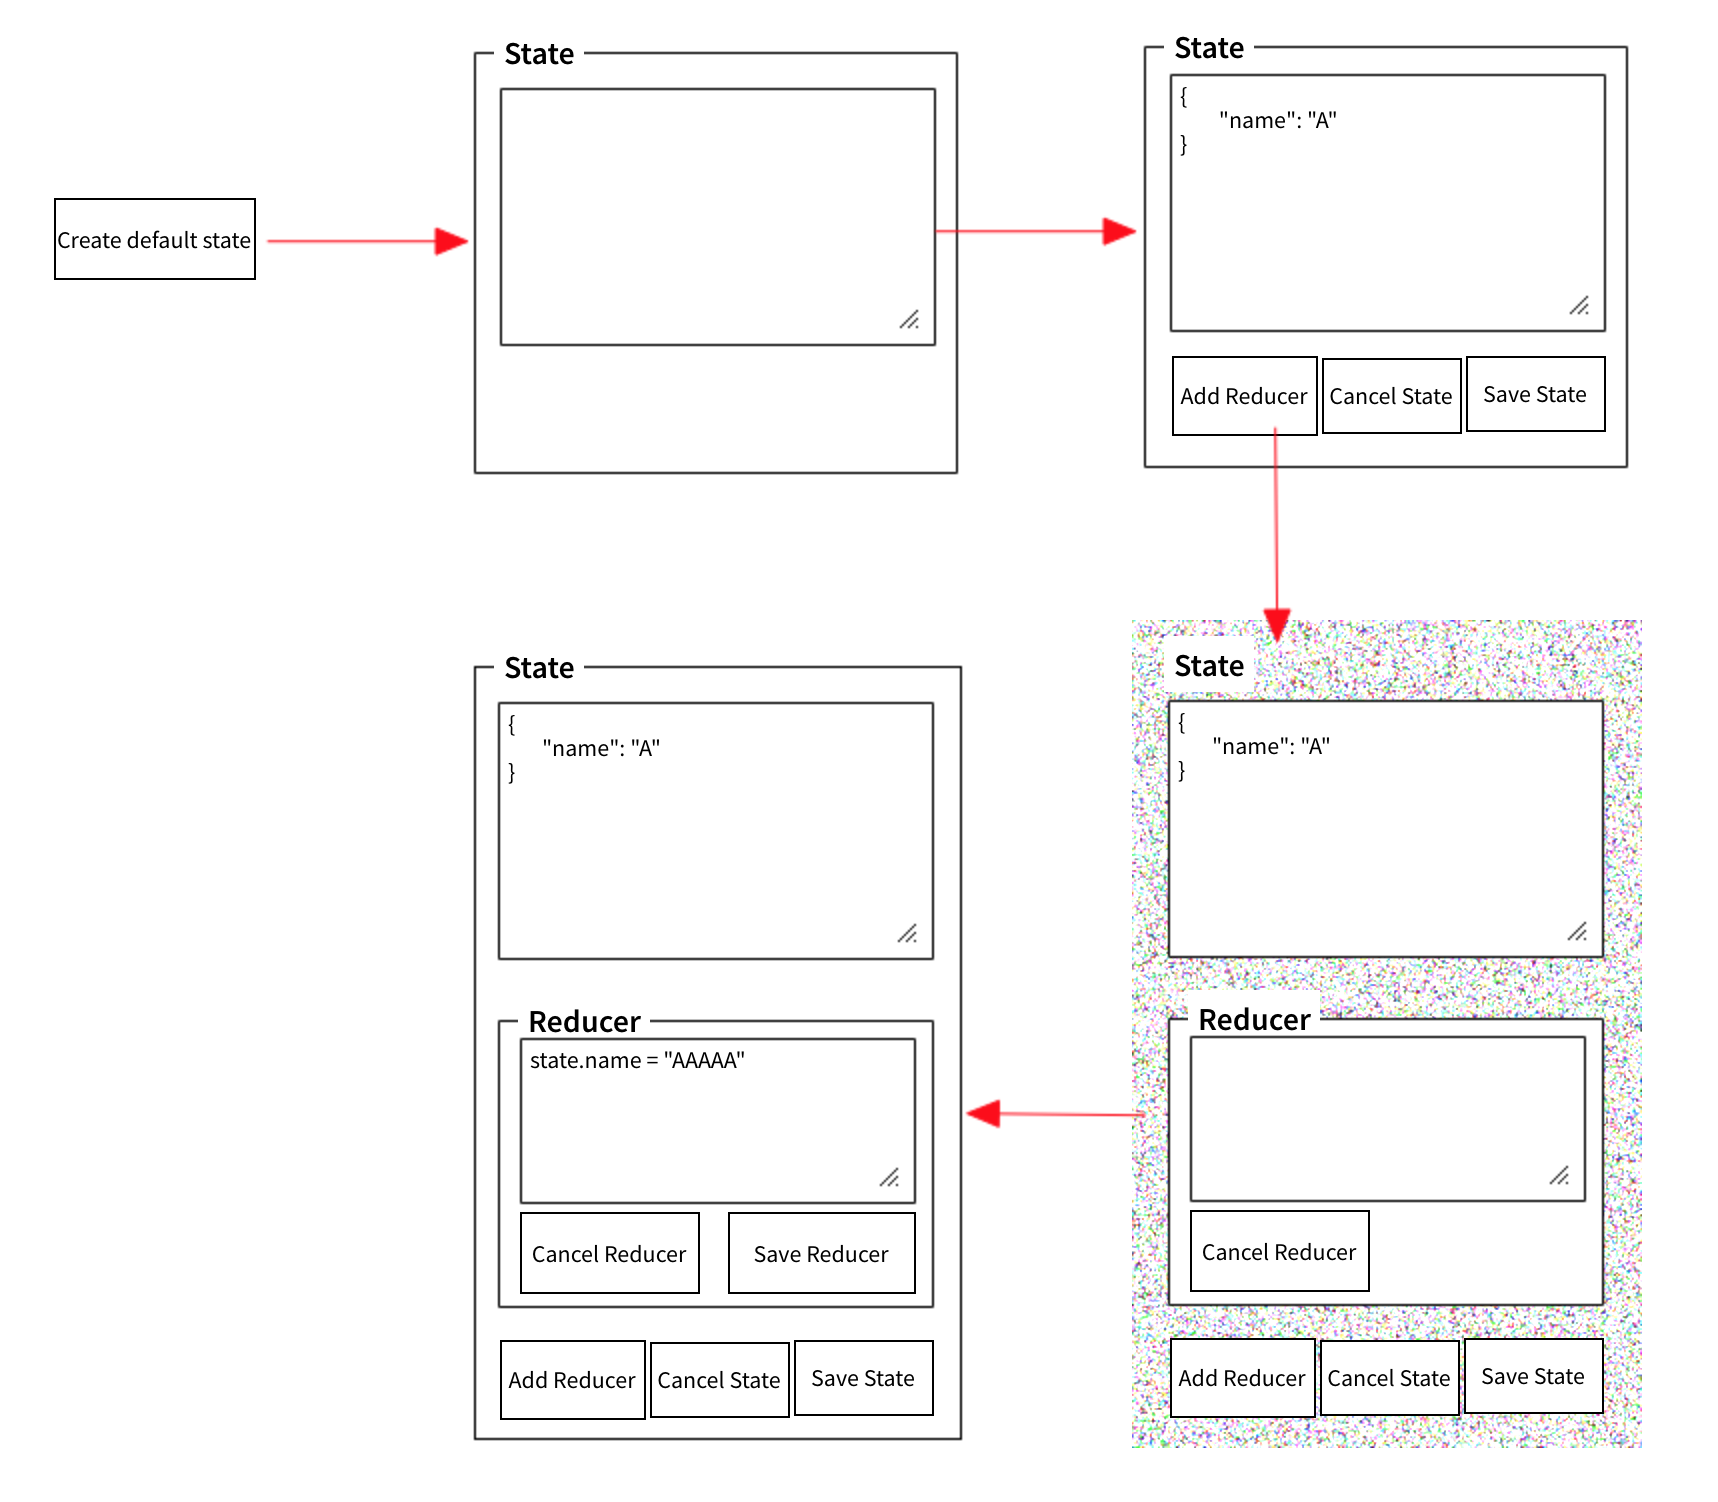 Create default state
State
State
{
"name": "A"
}
Add Reducer
Cancel State
Save State
State
{
"name": "A"
}
Reducer
Cancel Reducer
Add Reducer
Cancel State
Save State
State
{
"name": "A"
}
Reducer
state.name = "AAAAA"
Cancel Reducer
Save Reducer
Add Reducer
Cancel State
Save State